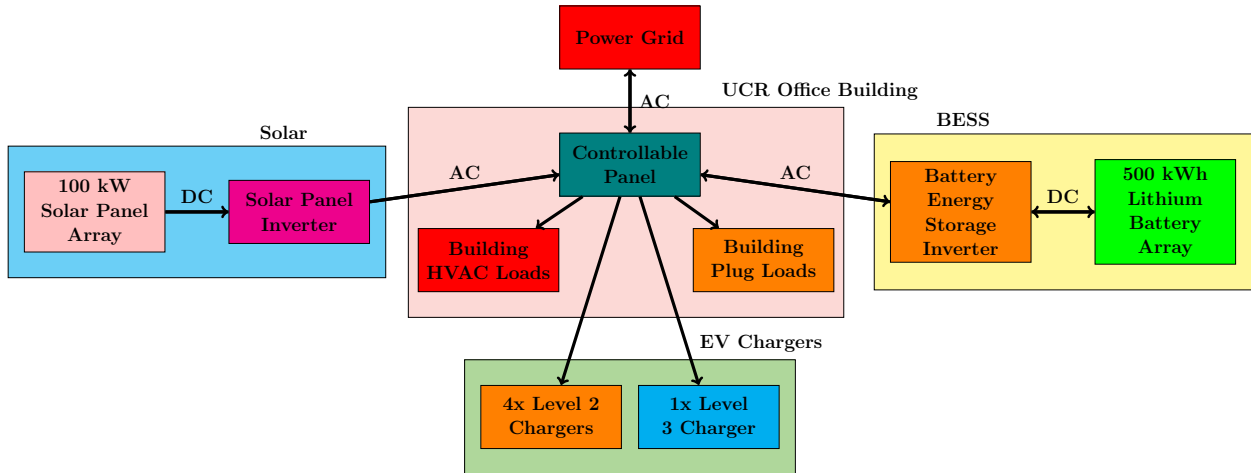 Power Grid
AC
UCR Office Building
Solar
BESS
100 kW
Solar Panel
Array
DC
Solar Panel
Inverter
AC
Controllable
Panel
AC
Battery
Energy
Storage
Inverter
DC
500 kWh
Lithium
Battery
Array
Building
HVAC Loads
Building
Plug Loads
EV Chargers
4x Level 2
Chargers
1x Level
3 Charger